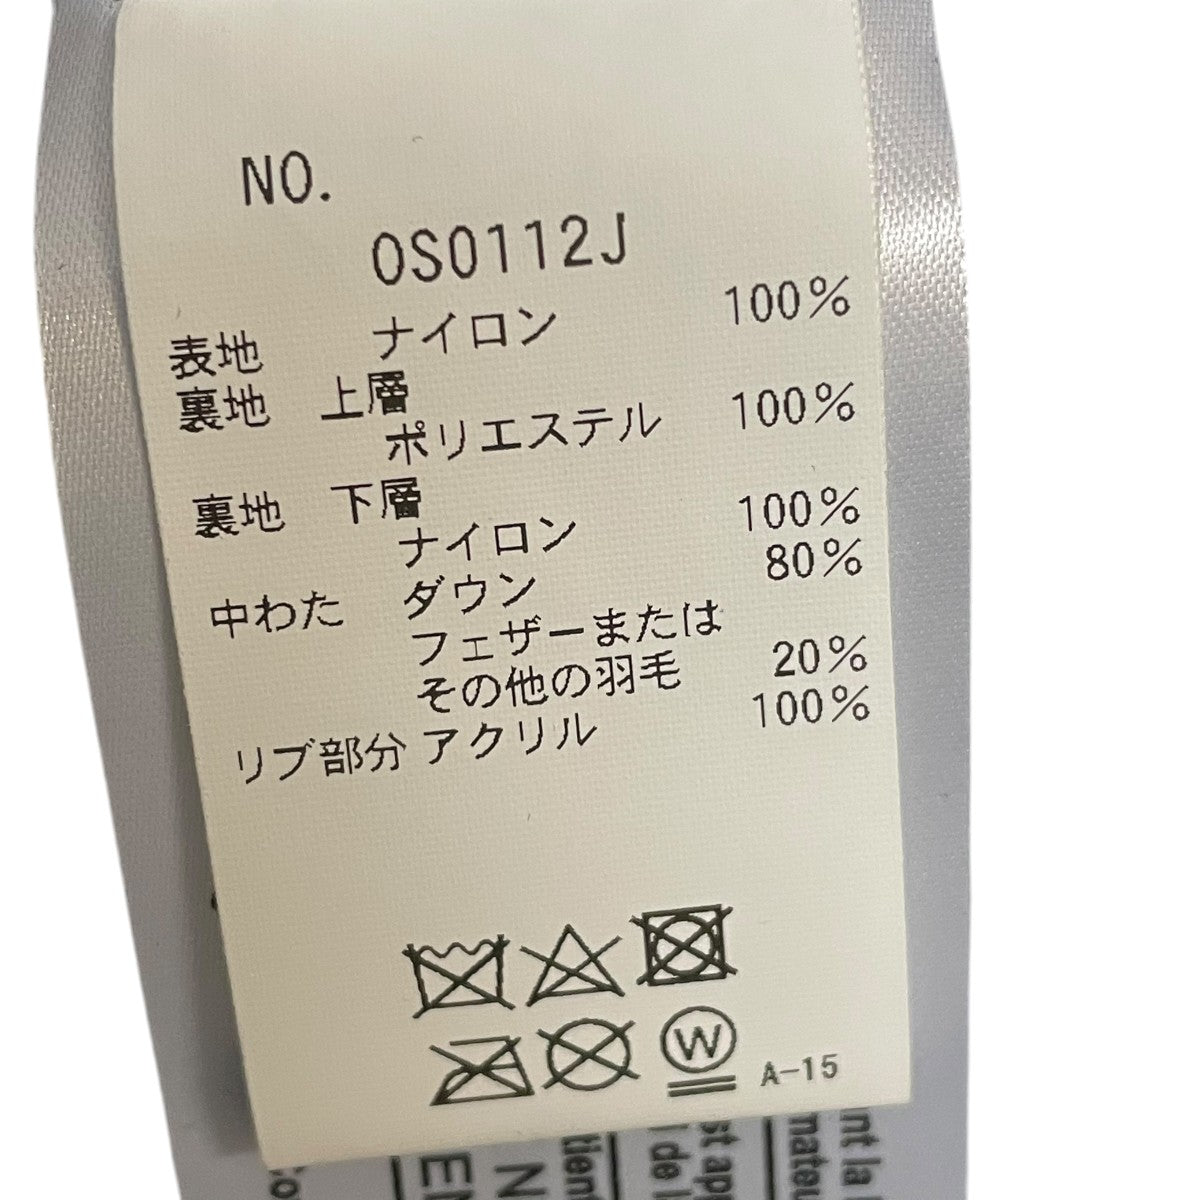 NO.
OS0112J
表地 ナイロン 100%
裏地 上層
ポリエステル 100%
裏地 下層
ナイロン 100%
中わた ダウン 80%
フェザーまたは
その他の羽毛 20%
リブ部分 アクリル 100%
W
A-15